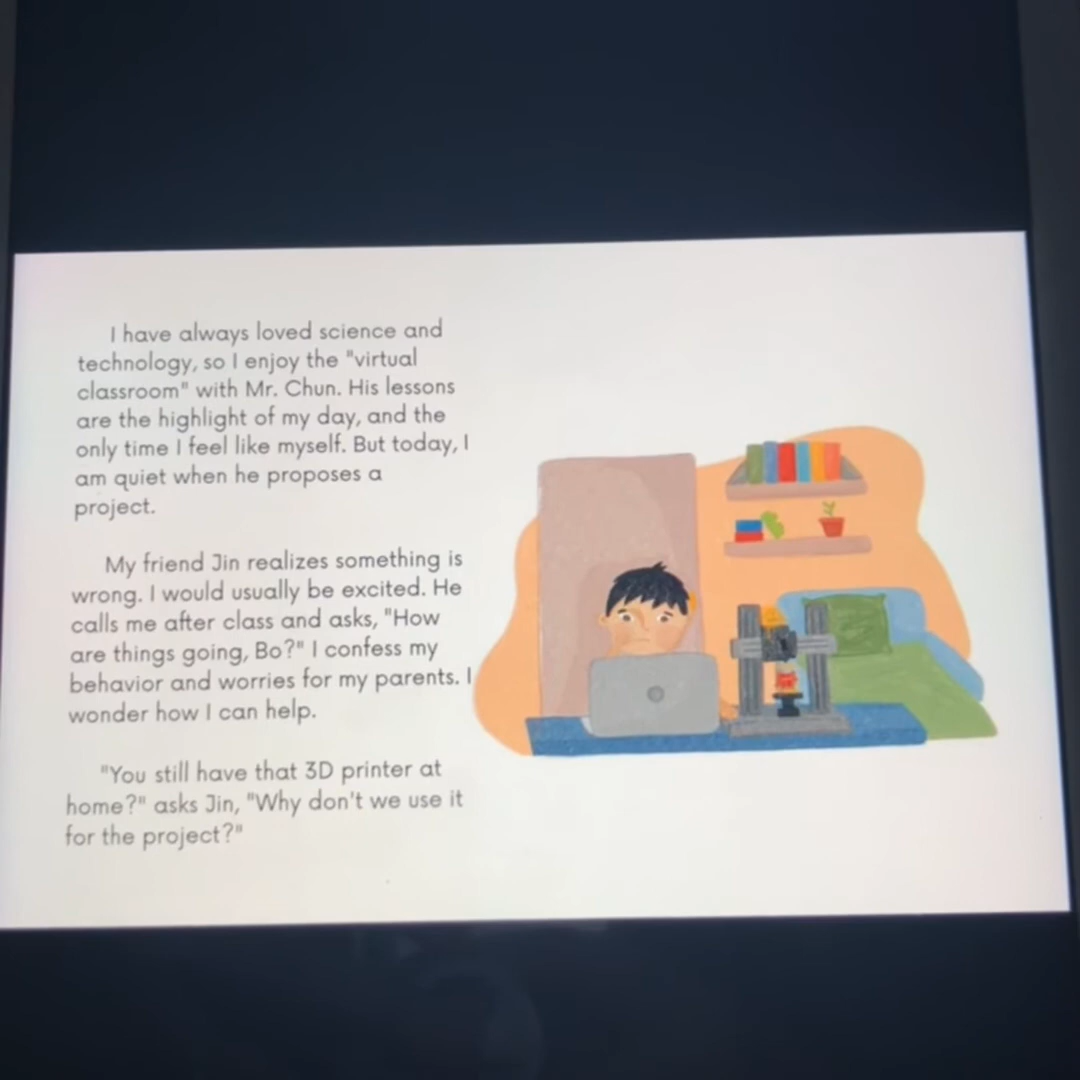 I have always loved science and
technology, so I enjoy the "virtual
classroom" with Mr. Chun. His lessons
are the highlight of my day, and the
only time I feel like myself. But today, I
am quiet when he proposes a
project.
My friend Jin realizes something is
wrong. I would usually be excited. He
calls me after class and asks, "How
are things going, Bo?" I confess my
behavior and worries for my parents. I
wonder how I can help.
"You still have that 3D printer at
home?" asks Jin, "Why don't we use it
for the project?"